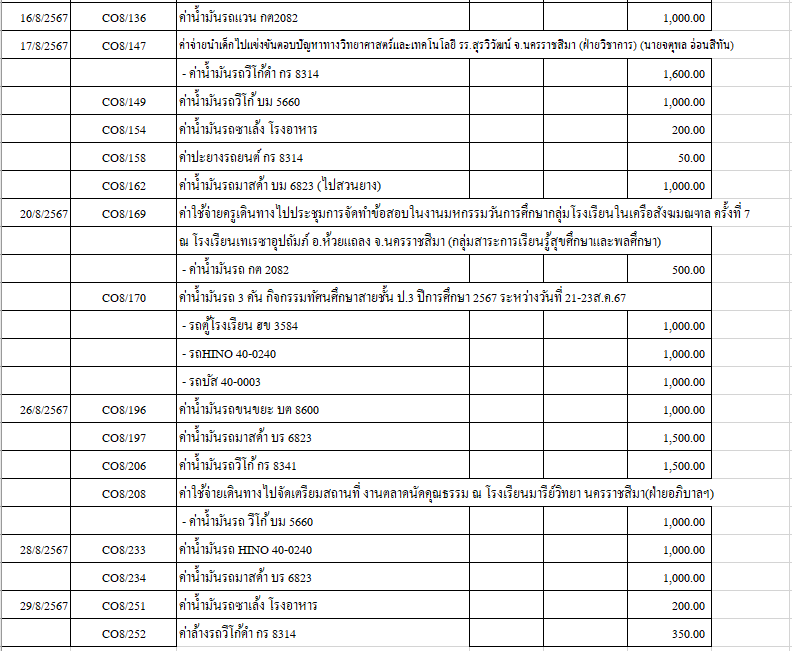 16/8/2567 CO8/136 ค่าน้ำมันรถแวน กต2082 1,000.00
17/8/2567 CO8/147 ค่าจ่ายนำเด็กไปแข่งขันตอบปัญหาทางวิทยาศาสตร์และเทคโนโลยี รร.สุรวิวัฒน์ จ.นครราชสีมา (ฝ่ายวิชาการ) (นายจตุพล อ่อนสีทัน)
- ค่าน้ำมันรถวีโก้ดำ กร 8314 1,600.00
CO8/149 ค่าน้ำมันรถวีโก้ บม 5660 1,000.00
CO8/154 ค่าน้ำมันรถซาเล้ง โรงอาหาร 200.00
CO8/158 ค่าปะยางรถยนต์ กร 8314 50.00
CO8/162 ค่าน้ำมันรถมาสด้า บม 6823 (ไปสวนยาง) 1,000.00
20/8/2567 CO8/169 ค่าใช้จ่ายครูเดินทางไปประชุมการจัดทำข้อสอบในงานมหกรรมวันการศึกษากลุ่มโรงเรียนในเครือสังฆมณฑล ครั้งที่ 7
ณ โรงเรียนเทเรซาอุปถัมภ์ อ.ห้วยแถลง จ.นครราชสีมา (กลุ่มสาระการเรียนรู้สุขศึกษาและพลศึกษา)
- ค่าน้ำมันรถ กต 2082 500.00
CO8/170 ค่าน้ำมันรถ 3 คัน กิจกรรมทัศนศึกษาสายชั้น ป.3 ปีการศึกษา 2567 ระหว่างวันที่ 21-23ส.ค.67
- รถตู้โรงเรียน ฮข 3584 1,000.00
- รถHINO 40-0240 1,000.00
- รถบัส 40-0003 1,000.00
26/8/2567 CO8/196 ค่าน้ำมันรถขนขยะ บต 8600 1,000.00
CO8/197 ค่าน้ำมันรถมาสด้า บร 6823 1,500.00
CO8/206 ค่าน้ำมันรถวีโก้ กร 8341 1,500.00
CO8/208 ค่าใช้จ่ายเดินทางไปจัดเตรียมสถานที่ งานตลาดนัดคุณธรรม ณ โรงเรียนมารีย์วิทยา นครราชสีมา(ฝ่ายอภิบาลฯ)
- ค่าน้ำมันรถ วีโก้ บม 5660 1,000.00
28/8/2567 CO8/233 ค่าน้ำมันรถ HINO 40-0240 1,000.00
CO8/234 ค่าน้ำมันรถมาสด้า บร 6823 1,000.00
29/8/2567 CO8/251 ค่าน้ำมันรถซาเล้ง โรงอาหาร 200.00
CO8/252 ค่าล้างรถวีโก้ดำ กร 8314 350.00